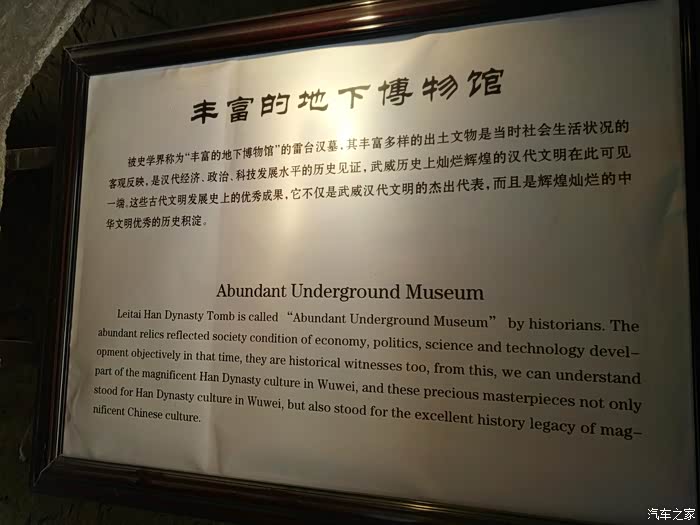 丰富的地下博物馆
被史学界称为“丰富的地下博物馆”的雷台汉墓，其丰富多样的出土文物是当时社会生活状况的
客观反映，是汉代经济、政治、科技发展水平的历史见证，武威历史上灿烂辉煌的汉代文明在此可见
一端。这些古代文明发展史上的优秀成果，它不仅是武威汉代文明的杰出代表，而且是辉煌灿烂的中
华文明优秀的历史积淀。
Abundant Underground Museum
Leitai Han Dynasty Tomb is called “Abundant Underground Museum” by historians. The
abundant relics reflected society condition of economy, politics, science and technology devel-
opment objectively in that time, they are historical witnesses too, from this, we can understand
part of the magnificent Han Dynasty culture in Wuwei, and these precious masterpieces not only
stood for Han Dynasty culture in Wuwei, but also stood for the excellent history legacy of mag-
nificent Chinese culture.
汽车之家